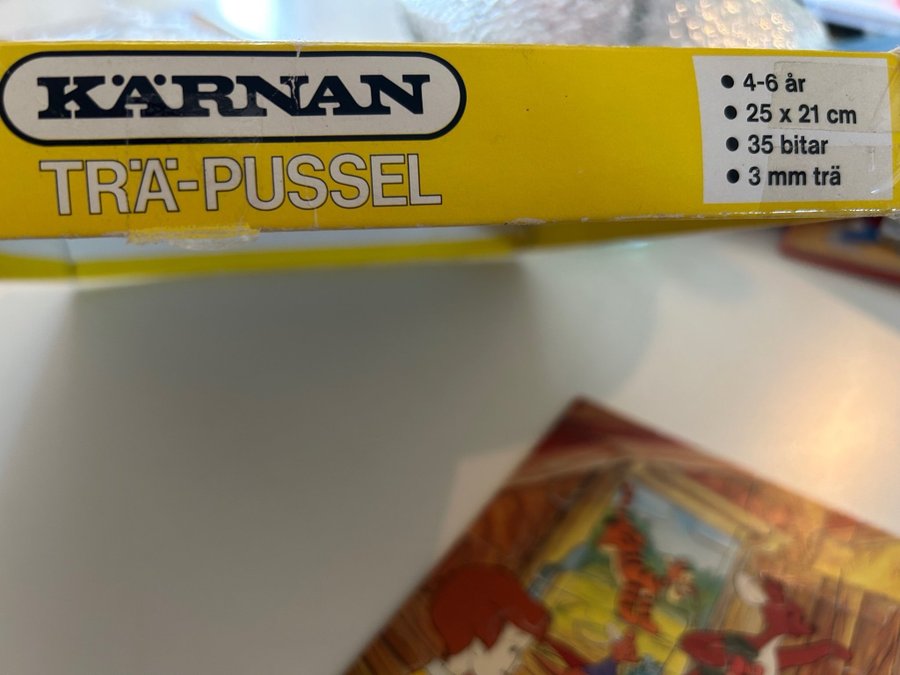 KÄRNAN
TRÄ-PUSSEL
• 4-6 år
• 25 x 21 cm
• 35 bitar
• 3 mm trä